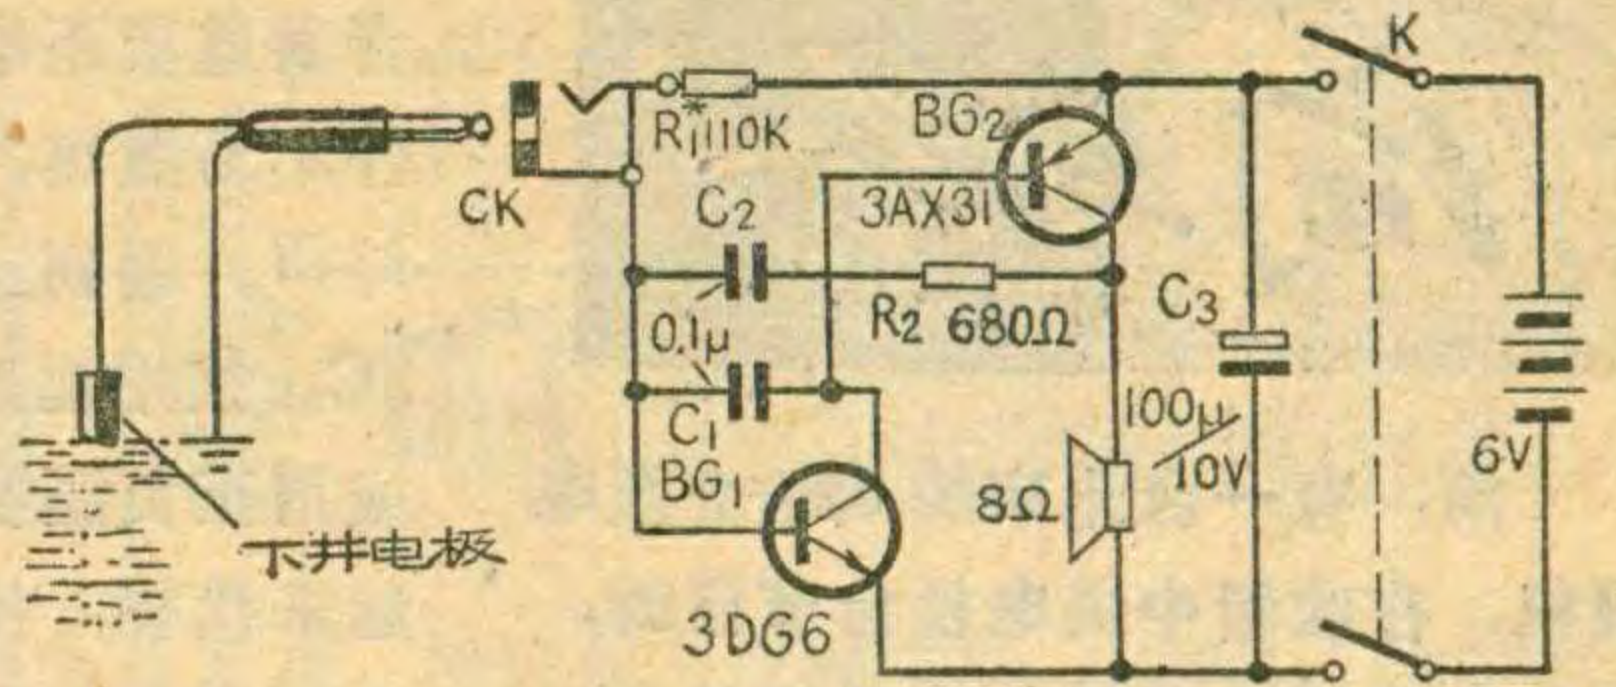 K
BG2
R1* 110K
CK
C2
3AX31
C3
0.1μ
R2 680Ω
C1
100μ/10V
6V
BG1
8Ω
下井电极
3DG6